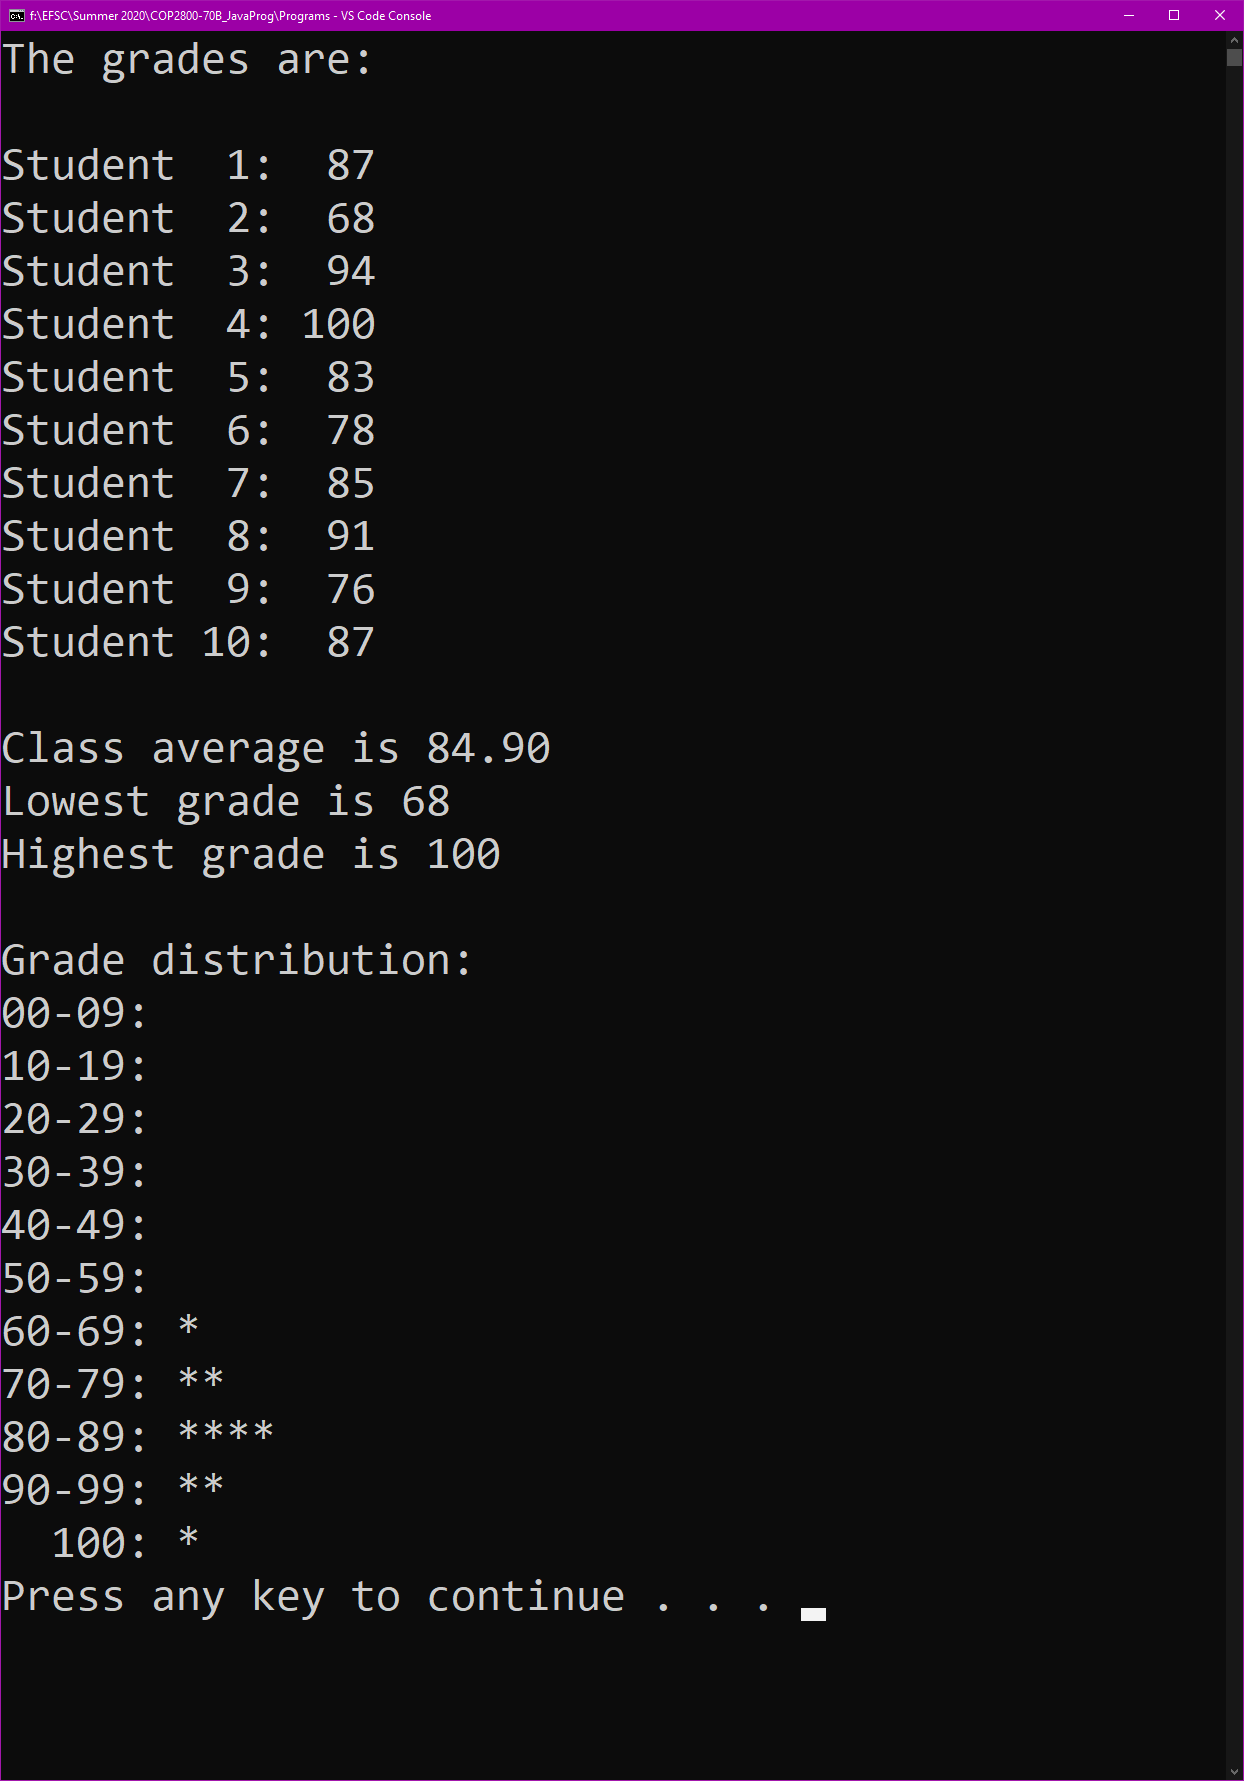 f:\EFSC\Summer 2020\COP2800-70B_JavaProg\Programs - VS Code Console
The grades are:

Student  1:  87
Student  2:  68
Student  3:  94
Student  4: 100
Student  5:  83
Student  6:  78
Student  7:  85
Student  8:  91
Student  9:  76
Student 10:  87

Class average is 84.90
Lowest grade is 68
Highest grade is 100

Grade distribution:
00-09:
10-19:
20-29:
30-39:
40-49:
50-59:
60-69: *
70-79: **
80-89: ****
90-99: **
  100: *
Press any key to continue . . .